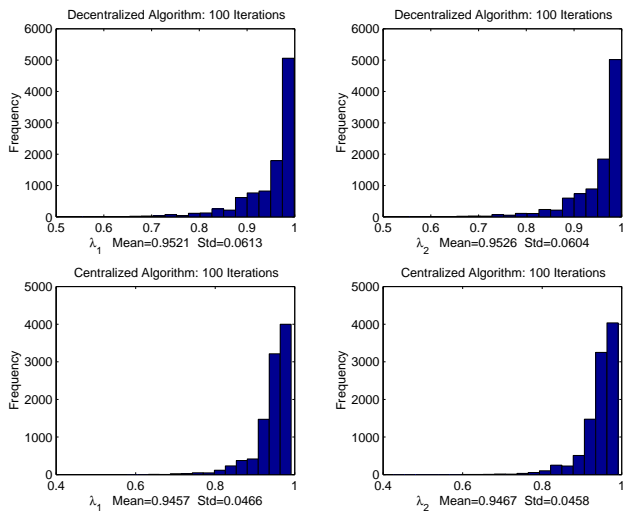 Decentralized Algorithm: 100 Iterations
6000
5000
4000
3000
2000
1000
0
Frequency
0.5 0.6 0.7 0.8 0.9 1
λ1 Mean=0.9521 Std=0.0613
Decentralized Algorithm: 100 Iterations
6000
5000
4000
3000
2000
1000
0
Frequency
0.5 0.6 0.7 0.8 0.9 1
λ2 Mean=0.9526 Std=0.0604
Centralized Algorithm: 100 Iterations
5000
4000
3000
2000
1000
0
Frequency
0.4 0.6 0.8 1
λ1 Mean=0.9457 Std=0.0466
Centralized Algorithm: 100 Iterations
5000
4000
3000
2000
1000
0
Frequency
0.4 0.6 0.8 1
λ2 Mean=0.9467 Std=0.0458